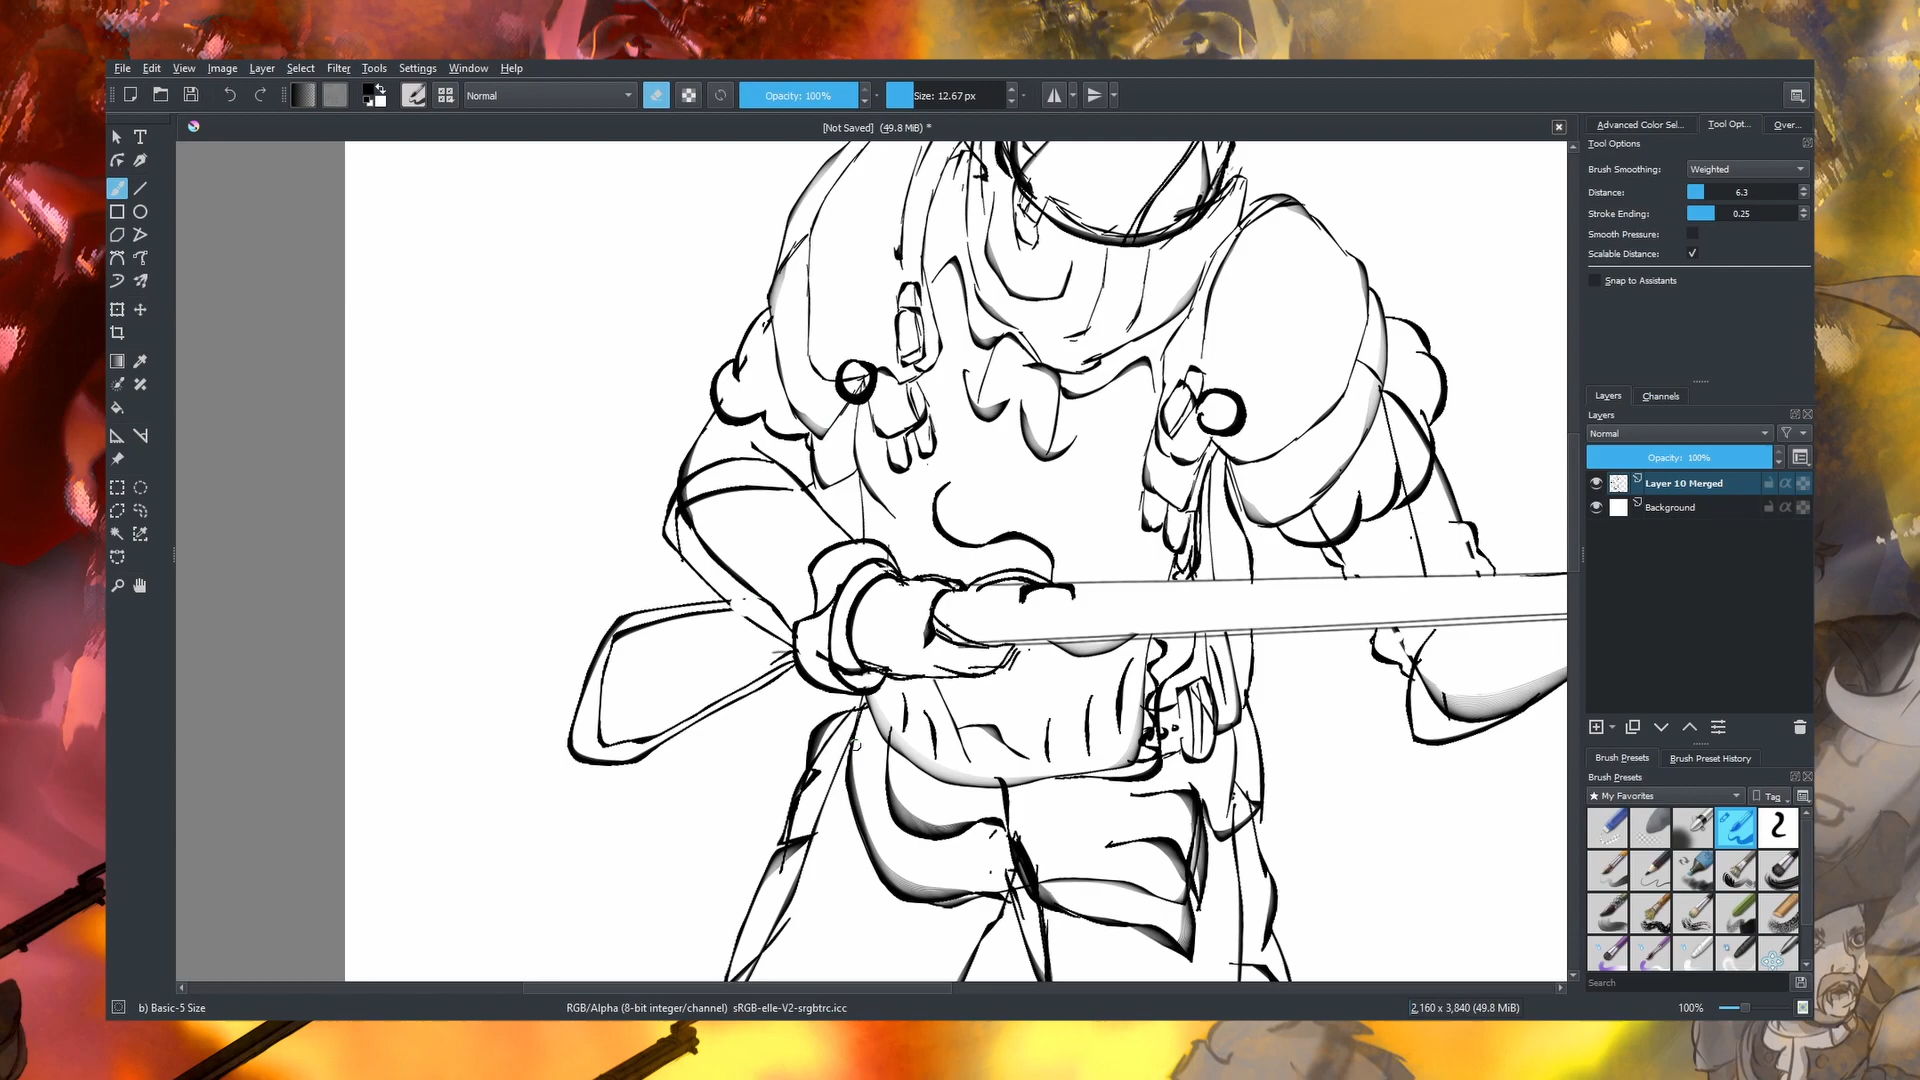 File Edit View Image Layer Select Filter Tools Settings Window Help
Normal Opacity: 100% Size: 12.67 px
[Not Saved] (49.8 MiB) *
Advanced Color Sel... Tool Opt... Over...
Tool Options
Brush Smoothing: Weighted
Distance: 6.3
Stroke Ending: 0.25
Smooth Pressure:
Scalable Distance:
Snap to Assistants
Layers Channels
Layers
Normal
Opacity: 100%
Layer 10 Merged
Background
Brush Presets Brush Preset History
Brush Presets
My Favorites Tag
Search
b) Basic-5 Size RGB/Alpha (8-bit integer/channel) sRGB-elle-V2-srgbtrc.icc 2,160 x 3,840 (49.8 MiB) 100%